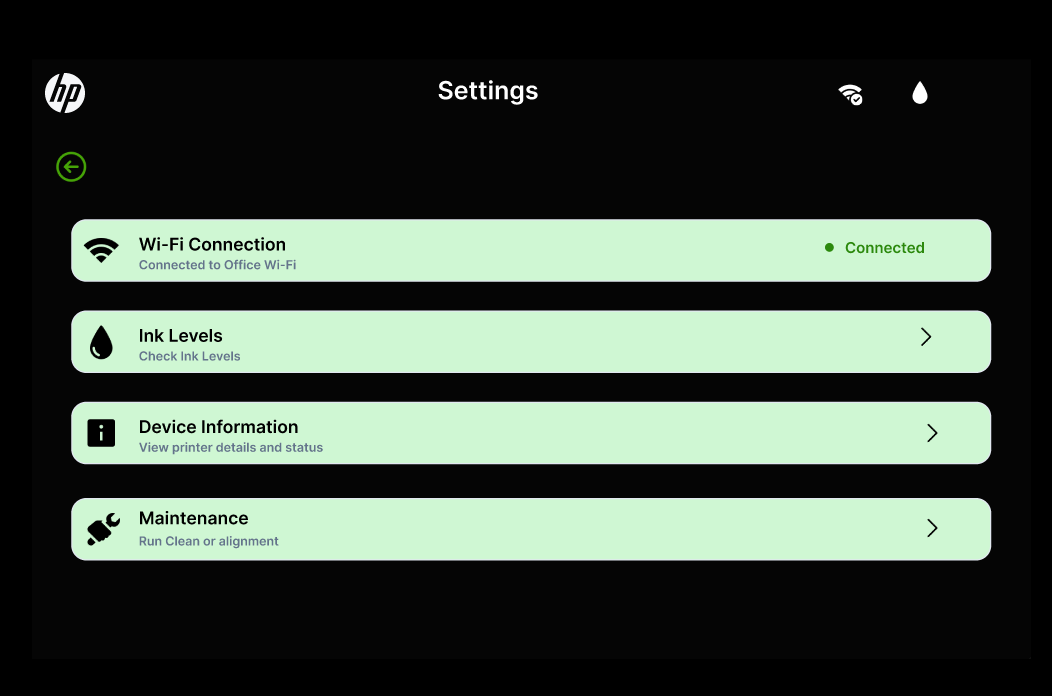 hp
Settings
Wi-Fi Connection
Connected to Office Wi-Fi
Connected
Ink Levels
Check Ink Levels
Device Information
View printer details and status
Maintenance
Run Clean or alignment